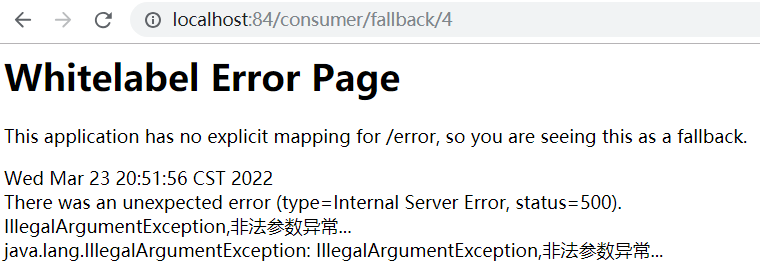 localhost:84/consumer/fallback/4
Whitelabel Error Page
This application has no explicit mapping for /error, so you are seeing this as a fallback.
Wed Mar 23 20:51:56 CST 2022
There was an unexpected error (type=Internal Server Error, status=500).
IllegalArgumentException,非法参数异常...
java.lang.IllegalArgumentException: IllegalArgumentException,非法参数异常...